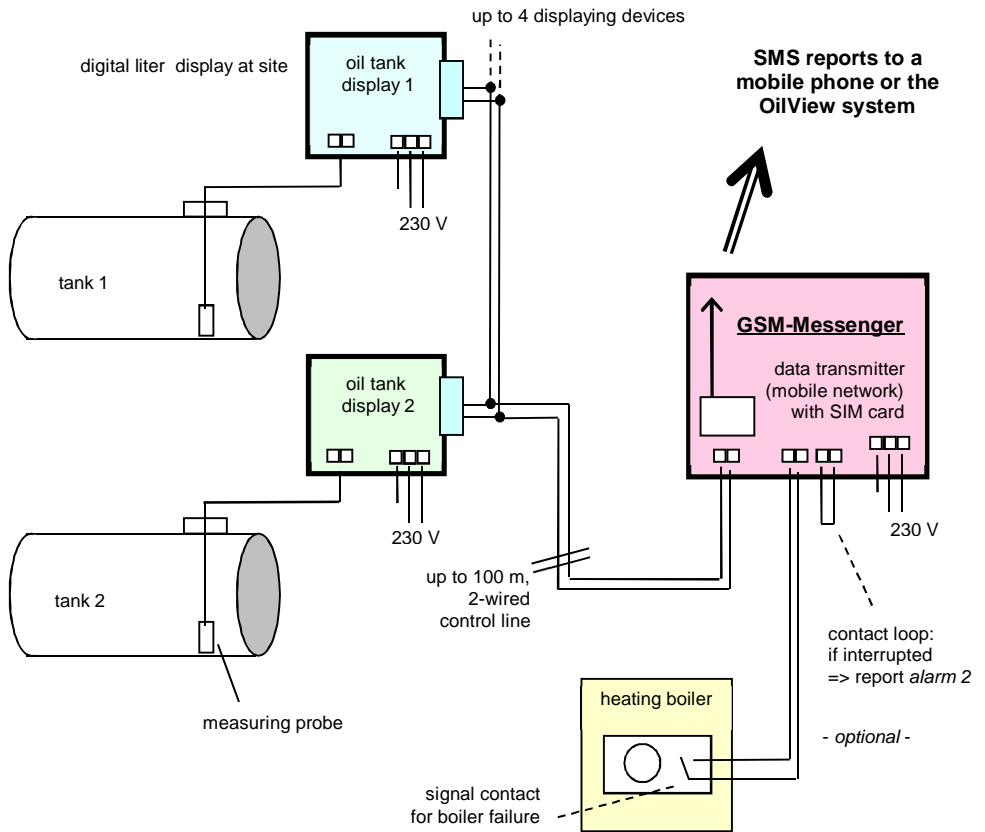 up to 4 displaying devices
digital liter display at site
oil tank
display 1
SMS reports to a
mobile phone or the
OilView system
230 V
tank 1
GSM-Messenger
data transmitter
(mobile network)
with SIM card
oil tank
display 2
230 V
230 V
up to 100 m,
2-wired
control line
tank 2
contact loop:
if interrupted
=> report alarm 2
measuring probe
heating boiler
- optional -
signal contact
for boiler failure